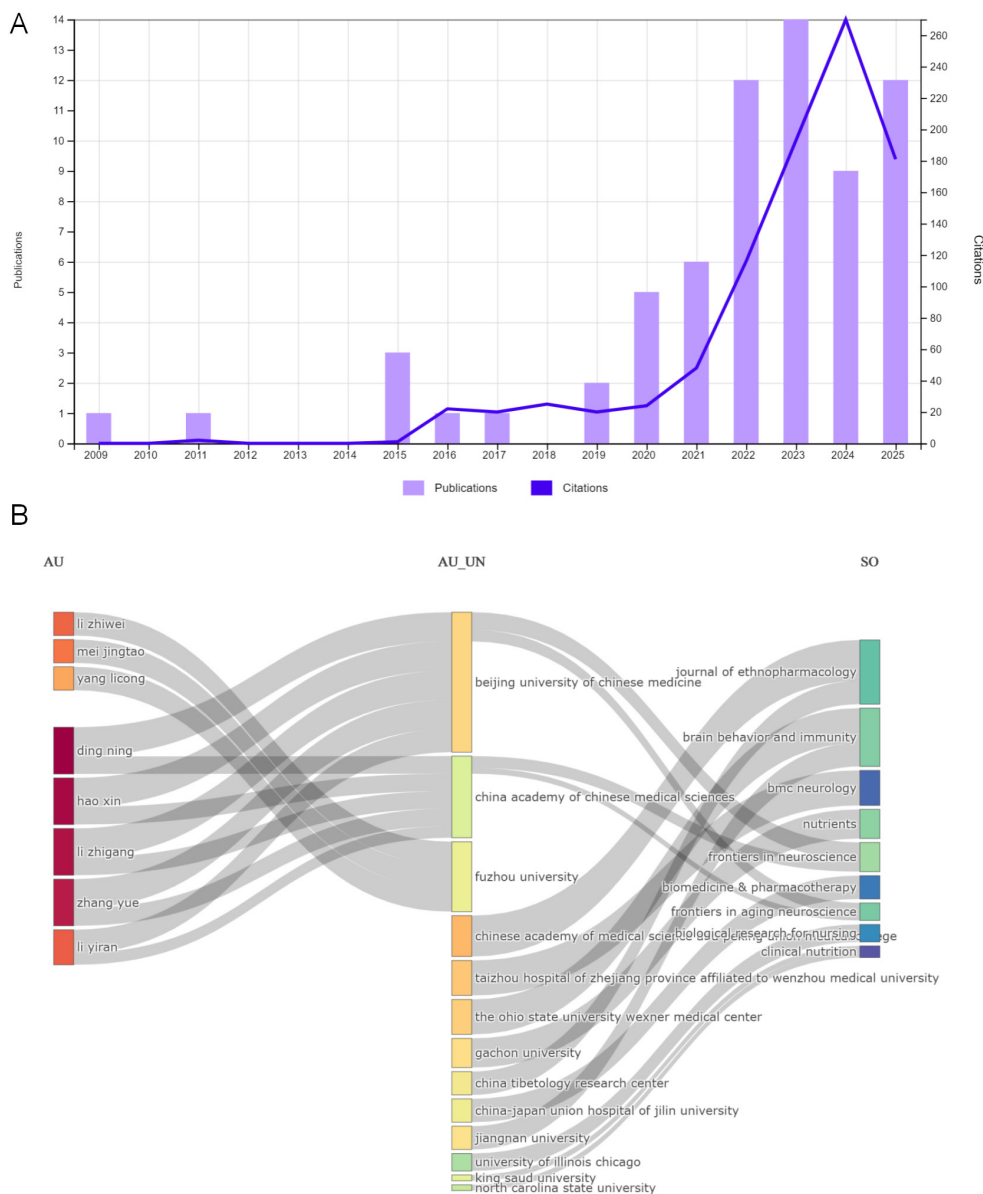 A
Publications
14
13
12
11
10
9
8
7
6
5
4
3
2
1
0
260
240
220
200
180
160
140
120
100
80
60
40
20
0
Citations
2009 2010 2011 2012 2013 2014 2015 2016 2017 2018 2019 2020 2021 2022 2023 2024 2025
Publications Citations
B
AU AU_UN SO
li zhiwei
mei jingtao
yang licong
ding ning
hao xin
li zhigang
zhang yue
li yiran
beijing university of chinese medicine
china academy of chinese medical sciences
fuzhou university
chinese academy of medical science
taizhou hospital of zhejiang province affiliated to wenzhou medical university
the ohio state university wexner medical center
gachon university
china tibetology research center
china-japan union hospital of jilin university
jiangnan university
university of illinois chicago
king saud university
north carolina state university
journal of ethnopharmacology
brain behavior and immunity
bmc neurology
nutrients
frontiers in neuroscience
biomedicine & pharmacotherapy
frontiers in aging neuroscience
biological research for nursing
clinical nutrition